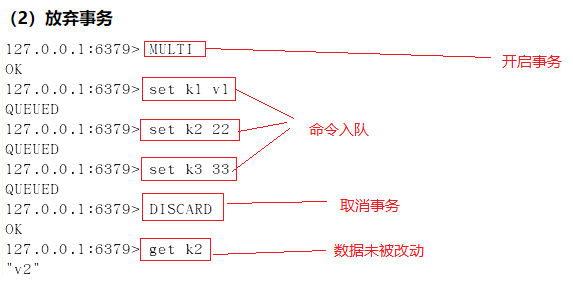 （2）放弃事务
127.0.0.1:6379> MULTI
开启事务
OK
127.0.0.1:6379> set k1 v1
QUEUED
127.0.0.1:6379> set k2 22
命令入队
QUEUED
127.0.0.1:6379> set k3 33
QUEUED
127.0.0.1:6379> DISCARD
取消事务
OK
127.0.0.1:6379> get k2
数据未被改动
"v2"